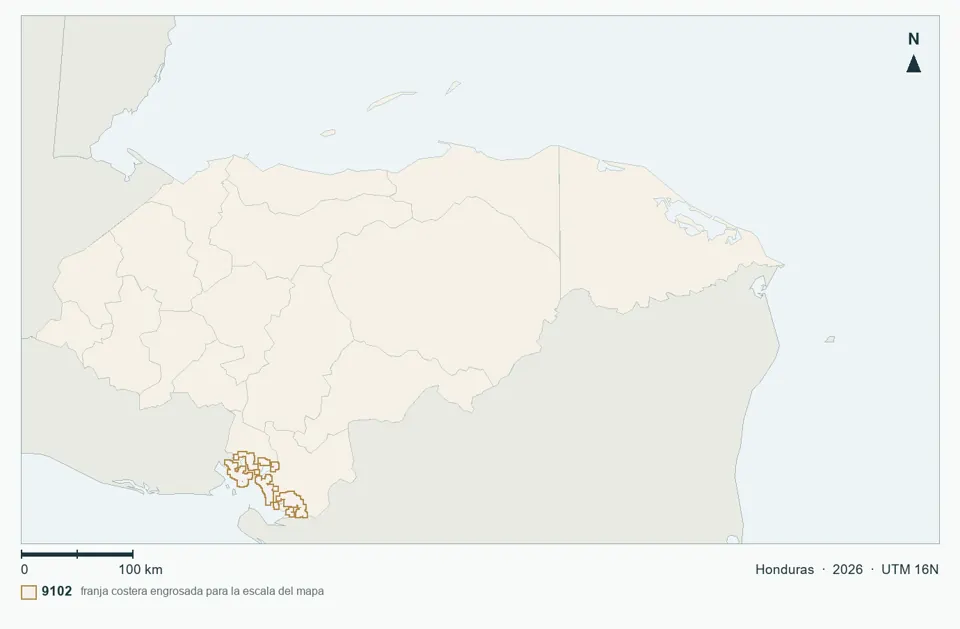 N
0 100 km
Honduras · 2026 · UTM 16N
9102 franja costera engrosada para la escala del mapa